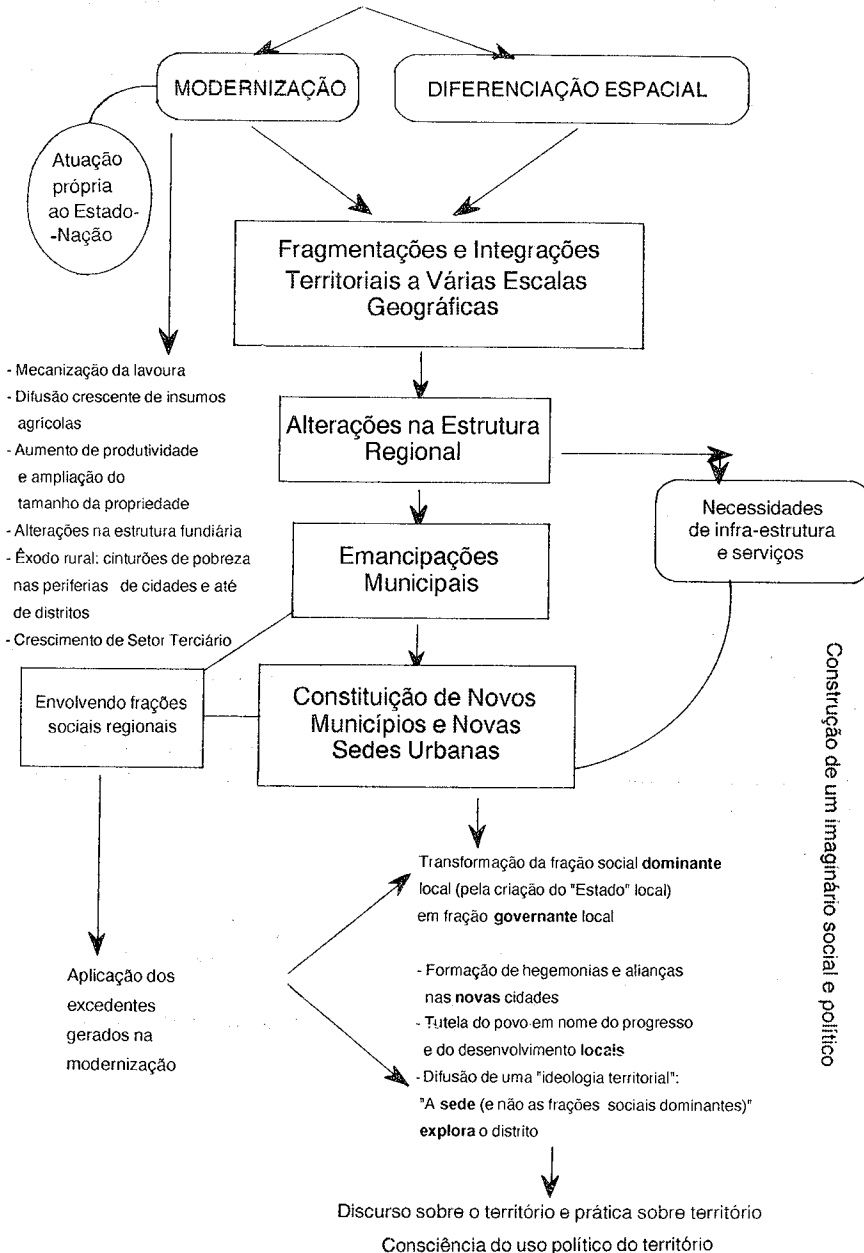 MODERNIZAÇÃO
DIFERENCIAÇÃO ESPACIAL
Atuação
própria
ao Estado-
-Nação
Fragmentações e Integrações
Territoriais a Várias Escalas
Geográficas
- Mecanização da lavoura
- Difusão crescente de insumos
agrícolas
- Aumento de produtividade
e ampliação do
tamanho da propriedade
- Alterações na estrutura fundiária
- Êxodo rural: cinturões de pobreza
nas periferias de cidades e até
de distritos
- Crescimento de Setor Terciário
Alterações na Estrutura
Regional
Necessidades
de infra-estrutura
e serviços
Emancipações
Municipais
Envolvendo frações
sociais regionais
Constituição de Novos
Municípios e Novas
Sedes Urbanas
Construção de um imaginário social e político
Transformação da fração social dominante
local (pela criação do "Estado" local)
em fração governante local
Aplicação dos
excedentes
gerados na
modernização
- Formação de hegemonias e alianças
nas novas cidades
- Tutela do povo em nome do progresso
e do desenvolvimento locais
- Difusão de uma "ideologia territorial":
"A sede (e não as frações sociais dominantes)"
explora o distrito
Discurso sobre o território e prática sobre território
Consciência do uso político do território